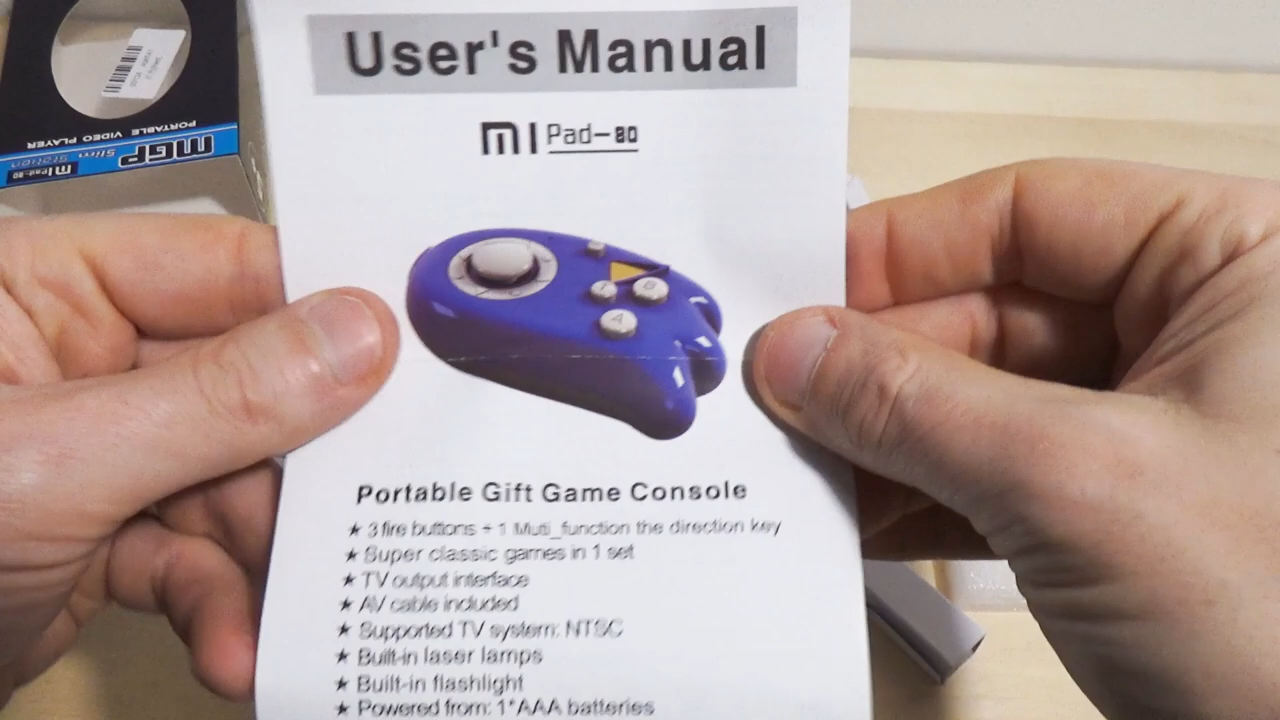 User's Manual
MI Pad-80
Portable Gift Game Console
★ 3 fire buttons + 1 Muti_function the direction key
★ Super classic games in 1 set
★ TV output interface
★ AV cable included
★ Supported TV system: NTSC
★ Built-in laser lamps
★ Built-in flashlight
★ Powered from: 1*AAA batteries
B
A
PORTABLE VIDEO PLAYER
MGP Slim Station
MI Pad-80